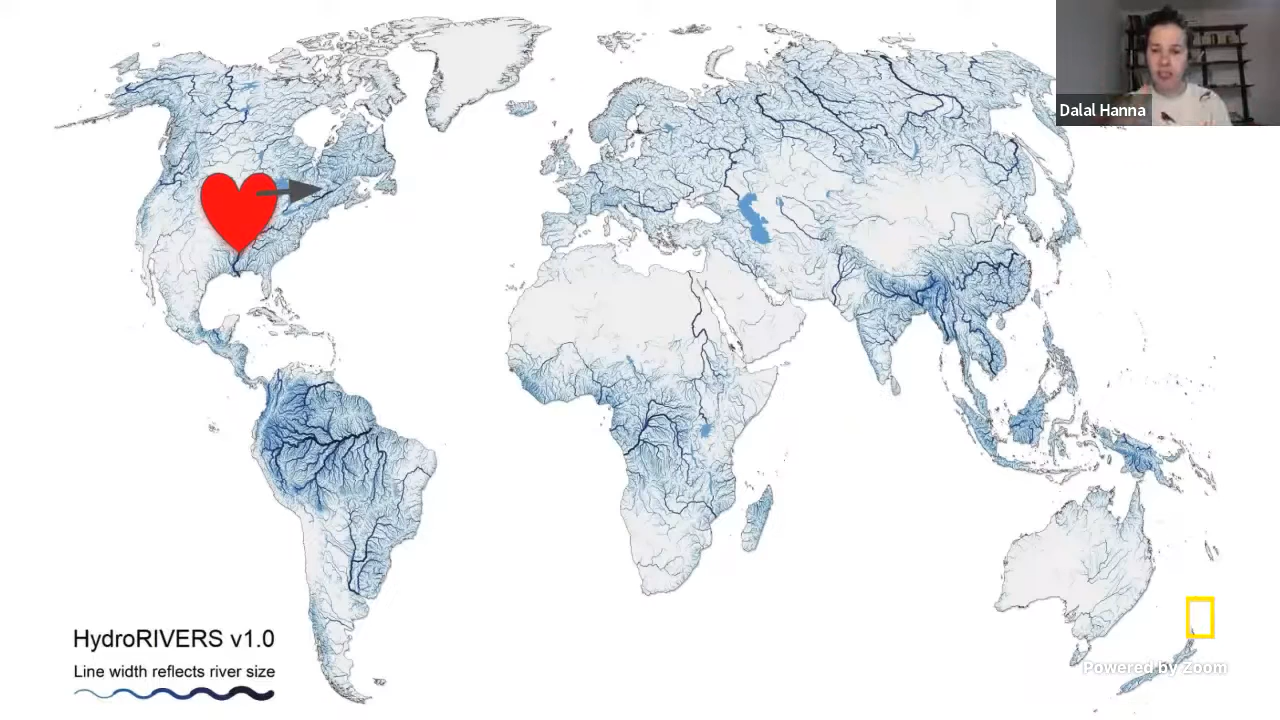 Dalal Hanna
HydroRIVERS v1.0
Line width reflects river size
Powered by Zoom